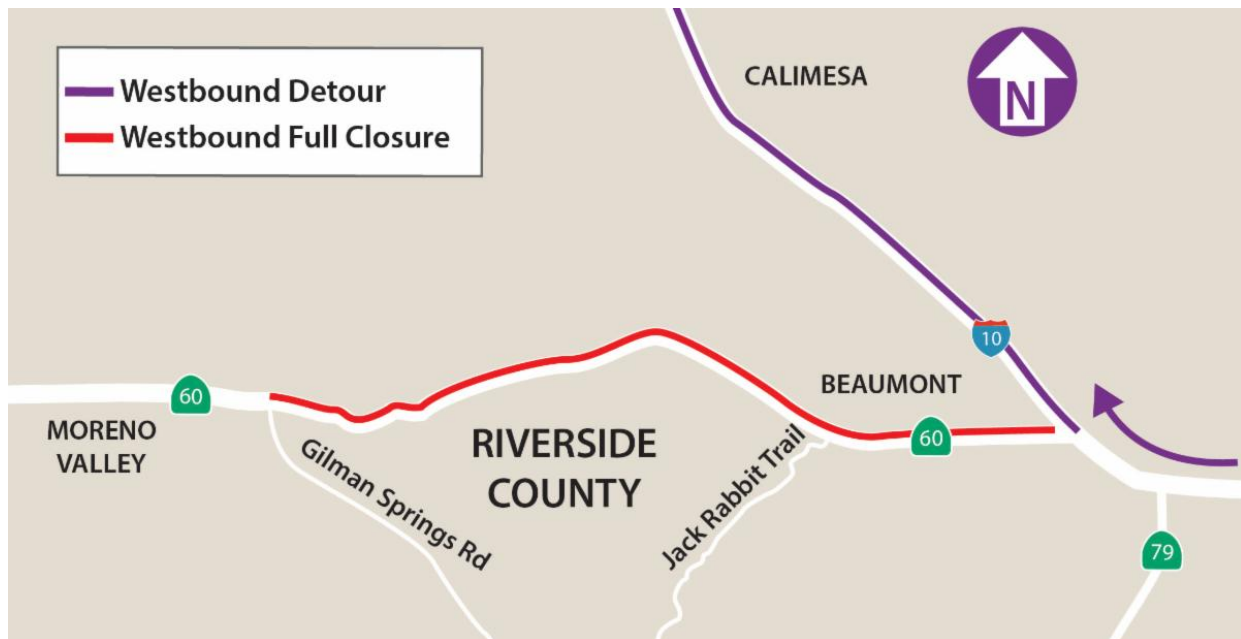 Westbound Detour
Westbound Full Closure
CALIMESA
N
10
BEAUMONT
60
60
MORENO
VALLEY
RIVERSIDE
COUNTY
Gilman Springs Rd
Jack Rabbit Trail
79